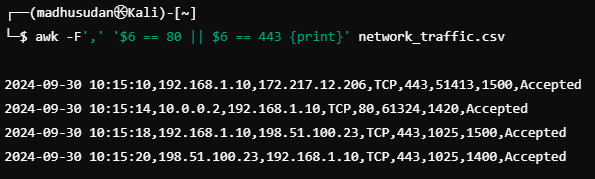 ┌──(madhusudan㉿Kali)-[~]
└─$ awk -F',' '$6 == 80 || $6 == 443 {print}' network_traffic.csv
2024-09-30 10:15:10,192.168.1.10,172.217.12.206,TCP,443,51413,1500,Accepted
2024-09-30 10:15:14,10.0.0.2,192.168.1.10,TCP,80,61324,1420,Accepted
2024-09-30 10:15:18,192.168.1.10,198.51.100.23,TCP,443,1025,1500,Accepted
2024-09-30 10:15:20,198.51.100.23,192.168.1.10,TCP,443,1025,1400,Accepted